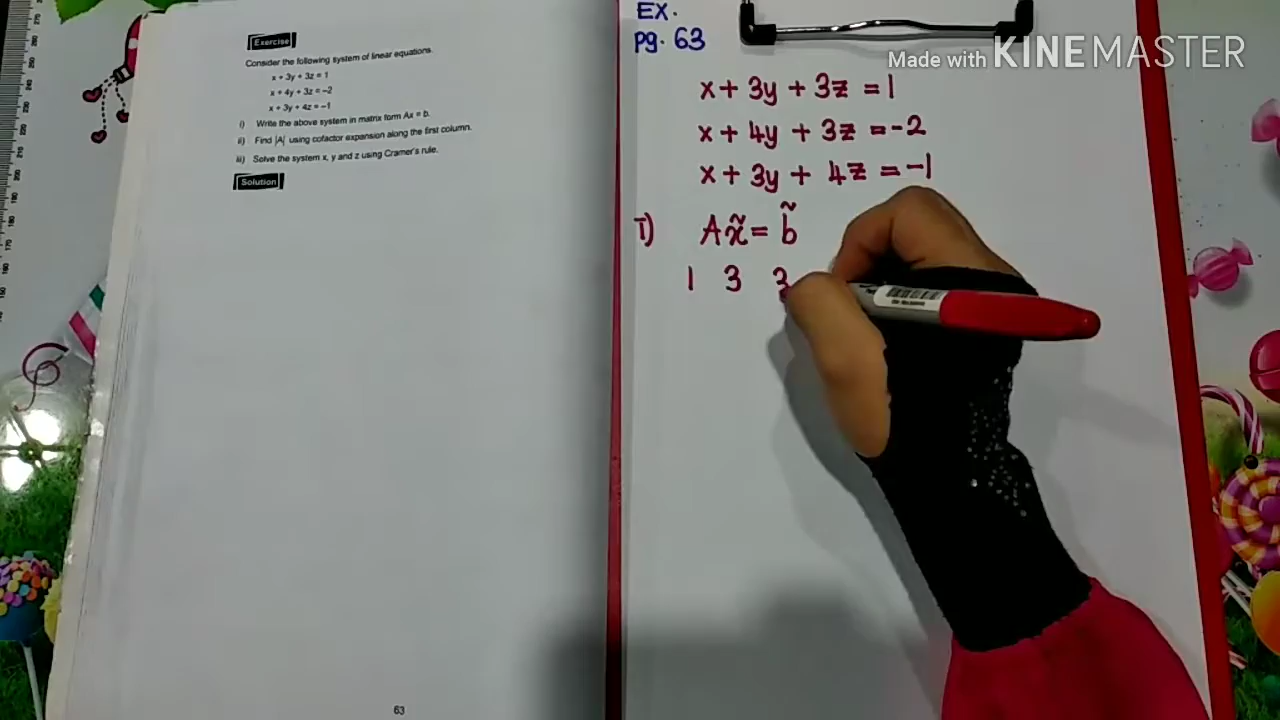 Exercise
Consider the following system of linear equations.
x + 3y + 3z = 1
x + 4y + 3z = -2
x + 3y + 4z = -1
i) Write the above system in matrix form Ax = b.
ii) Find |A| using cofactor expansion along the first column.
iii) Solve the system x, y and z using Cramer's rule.
Solution
63
EX.
Pg. 63
Made with KINEMASTER
x + 3y + 3z = 1
x + 4y + 3z = -2
x + 3y + 4z = -1
i) Ax̃ = b̃
1 3 3